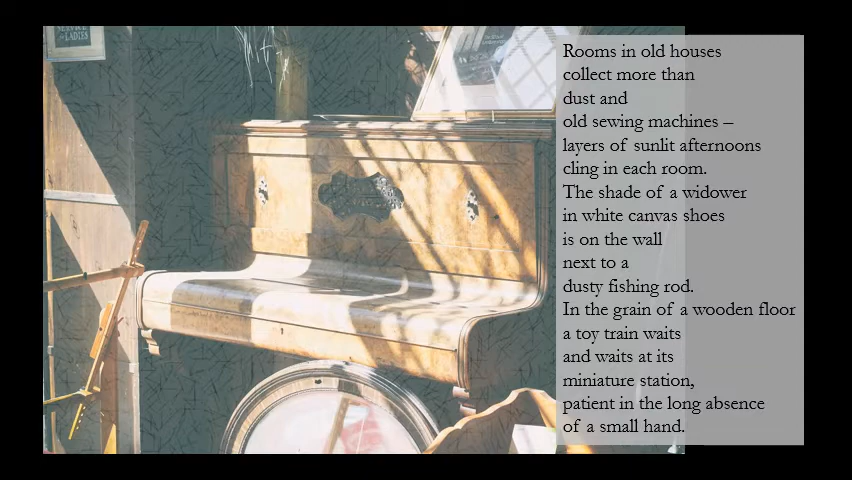 SERVICE
LADIES
Rooms in old houses
collect more than
dust and
old sewing machines –
layers of sunlit afternoons
cling in each room.
The shade of a widower
in white canvas shoes
is on the wall
next to a
dusty fishing rod.
In the grain of a wooden floor
a toy train waits
and waits at its
miniature station,
patient in the long absence
of a small hand.